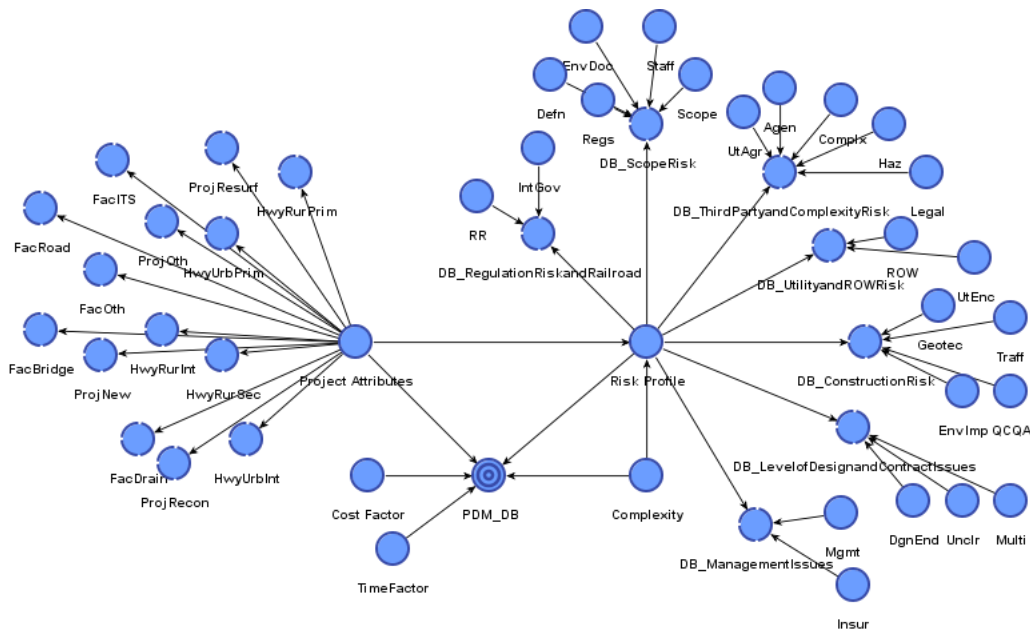 EnvDoc
Staff
Defn
Regs
Scope
DB_ScopeRisk
Agen
UtAgr
Complx
Haz
ProjResurf
FacITS
HwyRurPrim
IntGov
Legal
DB_ThirdPartyandComplexityRisk
RR
FacRoad
ProjOth
HwyUrbPrim
DB_RegulationRiskandRailroad
ROW
DB_UtilityandROWRisk
FacOth
UtEnc
Geotec
Traff
FacBridge
HwyRurInt
ProjNew
HwyRurSec
Project Attributes
Risk Profile
DB_ConstructionRisk
EnvImp
QCQA
FacDrain
HwyUrbInt
ProjRecon
DB_LevelofDesignandContractIssues
Cost Factor
PDM_DB
Complexity
DgnEnd
Unclr
Multi
Mgmt
DB_ManagementIssues
TimeFactor
Insur